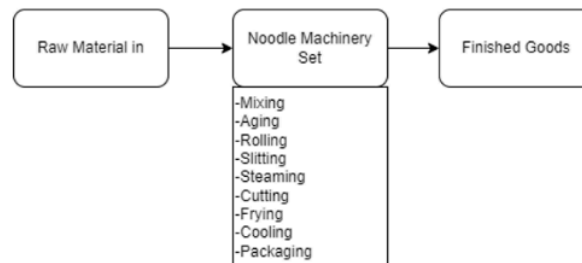 Raw Material in
Noodle Machinery
Set
Finished Goods
-Mixing
-Aging
-Rolling
-Slitting
-Steaming
-Cutting
-Frying
-Cooling
-Packaging